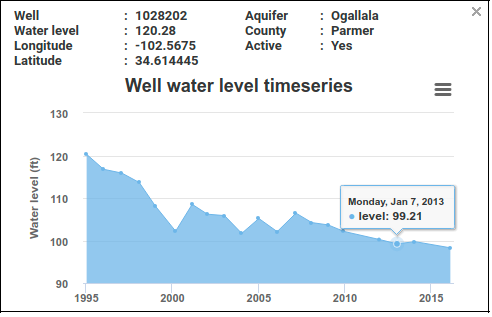 Well : 1028202 Aquifer : Ogallala
Water level : 120.28 County : Parmer
Longitude : -102.5675 Active : Yes
Latitude : 34.614445
Well water level timeseries
Water level (ft)
130
120
110
100
90
Monday, Jan 7, 2013
level: 99.21
1995 2000 2005 2010 2015